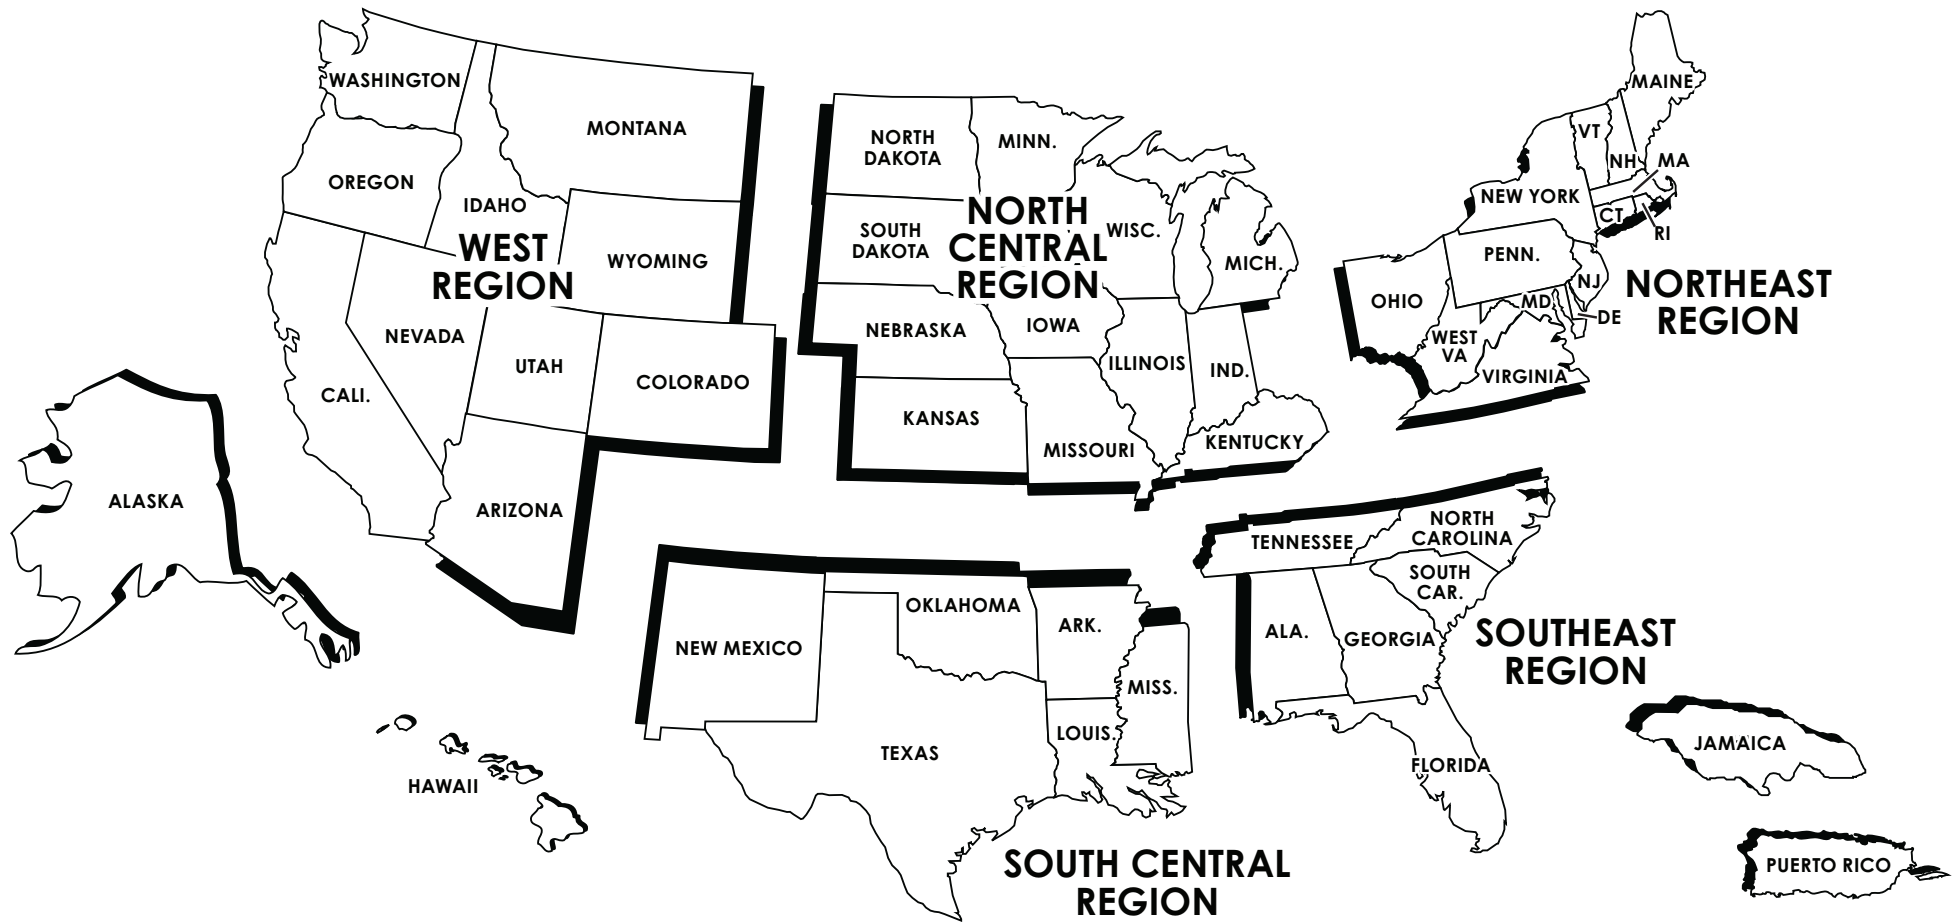 WASHINGTON
MONTANA
OREGON
IDAHO
WEST
REGION
WYOMING
NEVADA
UTAH
COLORADO
CALI.
ARIZONA
ALASKA
HAWAII
NORTH
DAKOTA
MINN.
SOUTH
DAKOTA
NORTH
CENTRAL
REGION
WISC.
MICH.
NEBRASKA
IOWA
ILLINOIS
IND.
KANSAS
MISSOURI
KENTUCKY
MAINE
VT
NH
MA
NEW YORK
CT
RI
PENN.
NJ
OHIO
MD
DE
WEST
VA
VIRGINIA
NORTHEAST
REGION
TENNESSEE
NORTH
CAROLINA
SOUTH
CAR.
ALA.
GEORGIA
SOUTHEAST
REGION
FLORIDA
JAMAICA
PUERTO RICO
NEW MEXICO
OKLAHOMA
ARK.
MISS.
LOUIS.
TEXAS
SOUTH CENTRAL
REGION